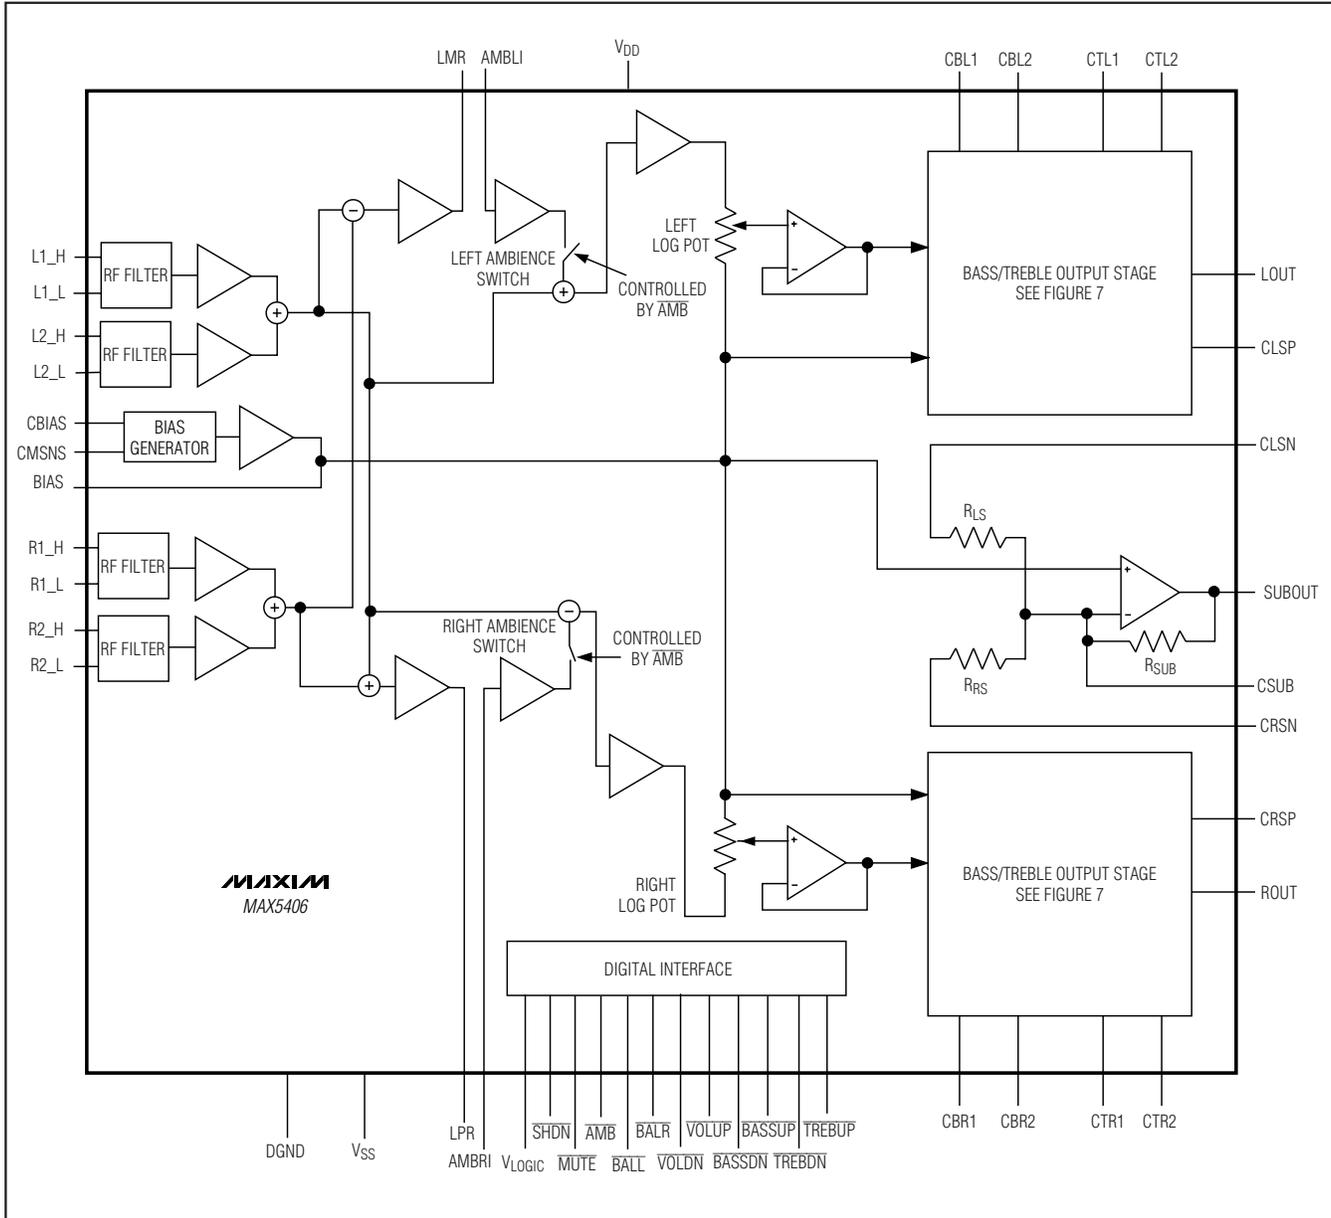 LMR
AMBLI
VDD
CBL1
CBL2
CTL1
CTL2
L1_H
L1_L
RF FILTER
L2_H
L2_L
RF FILTER
+
−
LEFT AMBIENCE
SWITCH
+
CONTROLLED
BY AMB
LEFT
LOG POT
+
−
BASS/TREBLE OUTPUT STAGE
SEE FIGURE 7
LOUT
CLSP
CBIAS
CMSNS
BIAS
BIAS
GENERATOR
CLSN
RLS
R1_H
R1_L
RF FILTER
R2_H
R2_L
RF FILTER
+
+
−
RIGHT AMBIENCE
SWITCH
CONTROLLED
BY AMB
+
−
SUBOUT
RSUB
RRS
CSUB
CRSN
RIGHT
LOG POT
+
−
BASS/TREBLE OUTPUT STAGE
SEE FIGURE 7
CRSP
ROUT
MAXIM
MAX5406
DIGITAL INTERFACE
DGND
VSS
LPR
AMBRI
VLOGIC
SHDN
MUTE
AMB
BALL
BALR
VOLDN
VOLUP
BASSDN
BASSUP
TREBDN
TREBUP
CBR1
CBR2
CTR1
CTR2